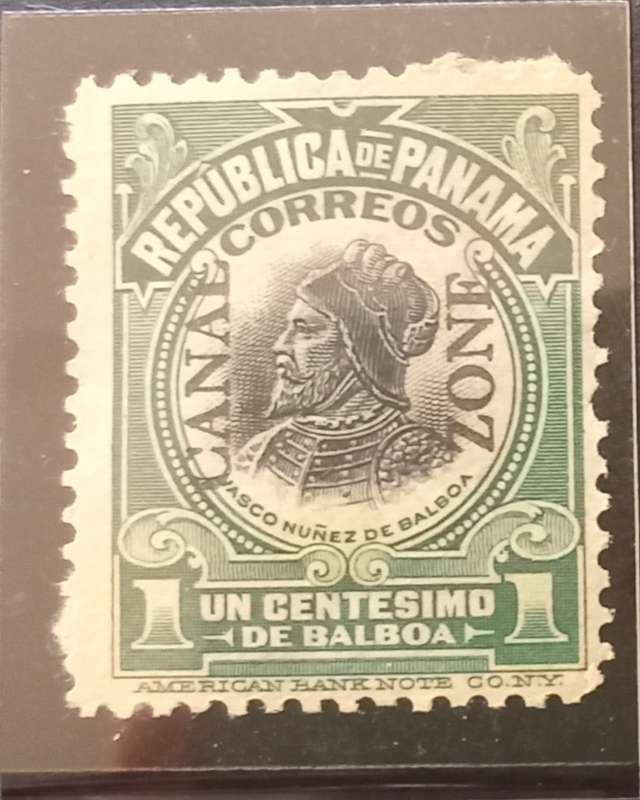 REPÚBLICA DE PANAMA
CORREOS
CANAL
ZONE
VASCO NUÑEZ DE BALBOA
1 UN CENTESIMO 1
DE BALBOA
AMERICAN BANK NOTE CO. N.Y.